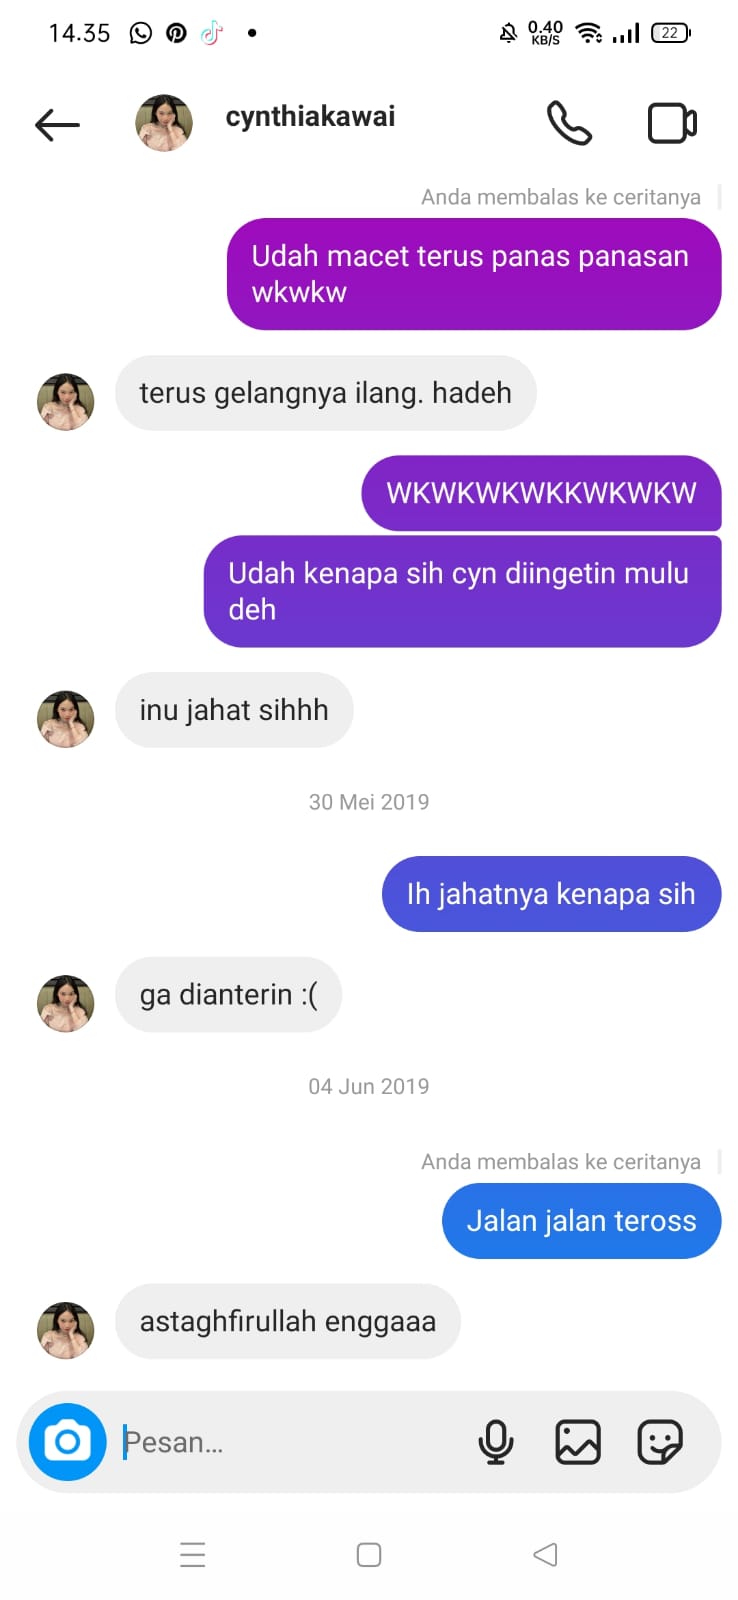 14.35
0.40
KB/S
22
cynthiakawai
Anda membalas ke ceritanya
Udah macet terus panas panasan
wkwkw
terus gelangnya ilang. hadeh
WKWKWKWKKWKWKW
Udah kenapa sih cyn diingetin mulu
deh
inu jahat sihhh
30 Mei 2019
Ih jahatnya kenapa sih
ga dianterin :(
04 Jun 2019
Anda membalas ke ceritanya
Jalan jalan teross
astaghfirullah enggaaa
Pesan...